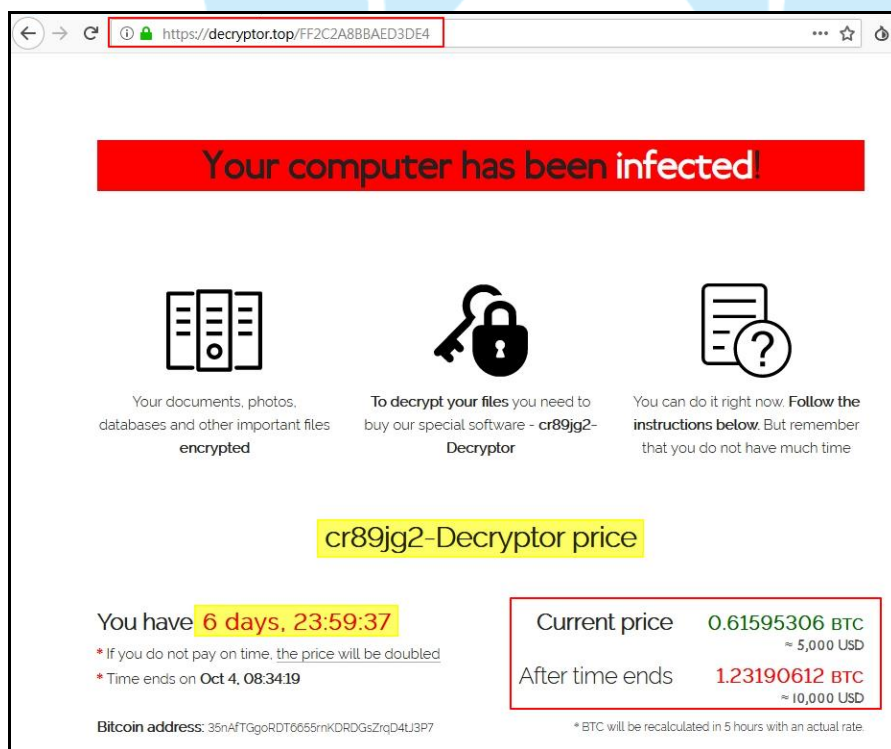 https://decryptor.top/FF2C2A8BBAED3DE4
Your computer has been infected!
Your documents, photos,
databases and other important files
encrypted
To decrypt your files you need to
buy our special software - cr89jg2-
Decryptor
You can do it right now. Follow the
instructions below. But remember
that you do not have much time
cr89jg2-Decryptor price
You have 6 days, 23:59:37
* If you do not pay on time, the price will be doubled
* Time ends on Oct 4, 08:34:19
Current price 0.61595306 BTC
≈ 5,000 USD
After time ends 1.23190612 BTC
≈ 10,000 USD
Bitcoin address: 35nAfTGgoRDT6655rnKDRDGsZrqD4tJ3P7
* BTC will be recalculated in 5 hours with an actual rate.